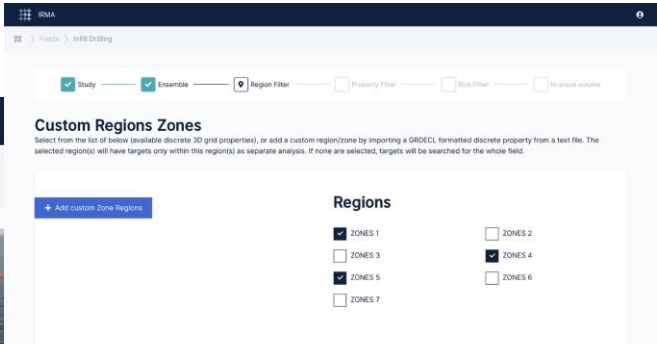 IRMA
Fields > Infill Drilling
Study Ensemble Region Filter Property Filter Risk Filter In-place volume
Custom Regions Zones
Select from the list of below (available discrete 3D grid properties), or add a custom region/zone by importing a GRDECL formatted discrete property from a text file. The
selected region(s) will have targets only within this region(s) as separate analysis. If none are selected, targets will be searched for the whole field.
+ Add custom Zone Regions
Regions
ZONES 1 ZONES 2
ZONES 3 ZONES 4
ZONES 5 ZONES 6
ZONES 7